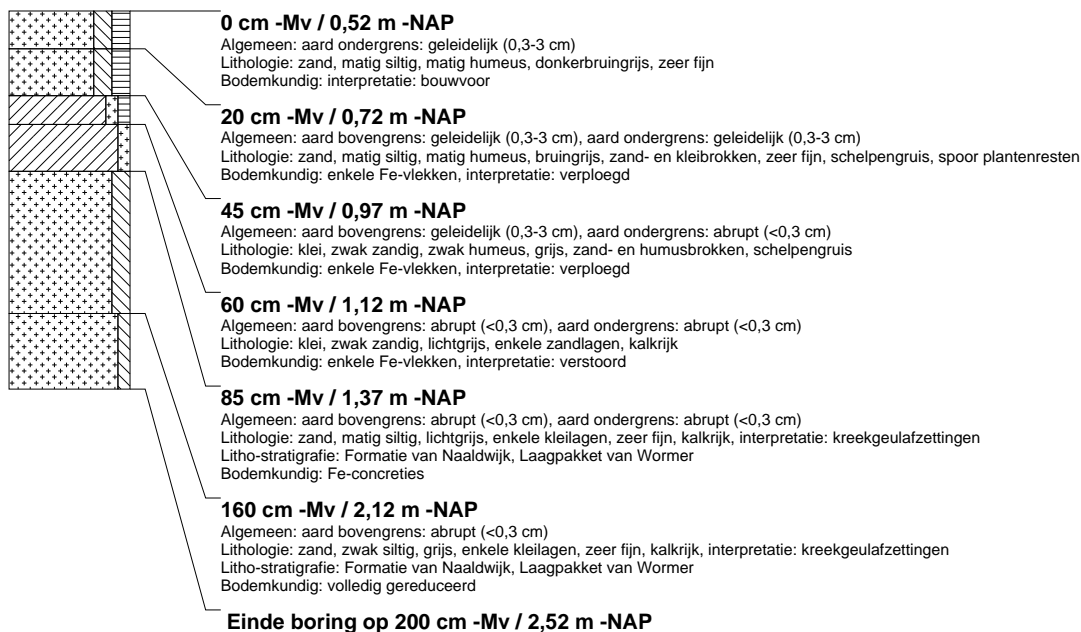 0 cm -Mv / 0,52 m -NAP
Algemeen: aard ondergrens: geleidelijk (0,3-3 cm)
Lithologie: zand, matig siltig, matig humeus, donkerbruingrijs, zeer fijn
Bodemkundig: interpretatie: bouwvoor
20 cm -Mv / 0,72 m -NAP
Algemeen: aard bovengrens: geleidelijk (0,3-3 cm), aard ondergrens: geleidelijk (0,3-3 cm)
Lithologie: zand, matig siltig, matig humeus, bruingrijs, zand- en kleibrokken, zeer fijn, schelpengruis, spoor plantenresten
Bodemkundig: enkele Fe-vlekken, interpretatie: verploegd
45 cm -Mv / 0,97 m -NAP
Algemeen: aard bovengrens: geleidelijk (0,3-3 cm), aard ondergrens: abrupt (<0,3 cm)
Lithologie: klei, zwak zandig, zwak humeus, grijs, zand- en humusbrokken, schelpengruis
Bodemkundig: enkele Fe-vlekken, interpretatie: verploegd
60 cm -Mv / 1,12 m -NAP
Algemeen: aard bovengrens: abrupt (<0,3 cm), aard ondergrens: abrupt (<0,3 cm)
Lithologie: klei, zwak zandig, lichtgrijs, enkele zandlagen, kalkrijk
Bodemkundig: enkele Fe-vlekken, interpretatie: verstoord
85 cm -Mv / 1,37 m -NAP
Algemeen: aard bovengrens: abrupt (<0,3 cm), aard ondergrens: abrupt (<0,3 cm)
Lithologie: zand, matig siltig, lichtgrijs, enkele kleilagen, zeer fijn, kalkrijk, interpretatie: kreekgeulafzettingen
Litho-stratigrafie: Formatie van Naaldwijk, Laagpakket van Wormer
Bodemkundig: Fe-concreties
160 cm -Mv / 2,12 m -NAP
Algemeen: aard bovengrens: abrupt (<0,3 cm)
Lithologie: zand, zwak siltig, grijs, enkele kleilagen, zeer fijn, kalkrijk, interpretatie: kreekgeulafzettingen
Litho-stratigrafie: Formatie van Naaldwijk, Laagpakket van Wormer
Bodemkundig: volledig gereduceerd
Einde boring op 200 cm -Mv / 2,52 m -NAP